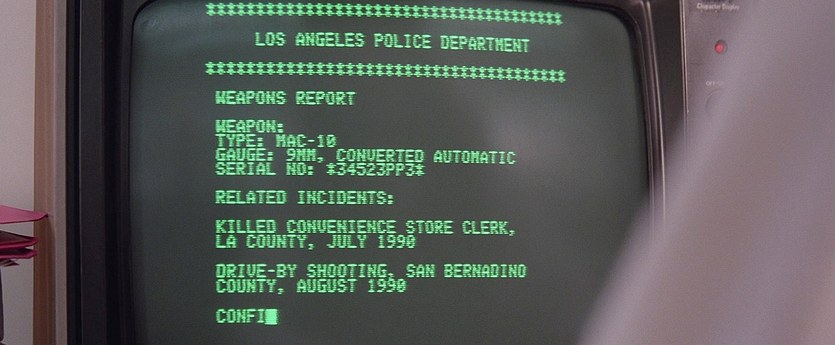 ********************************************
LOS ANGELES POLICE DEPARTMENT
********************************************
WEAPONS REPORT
WEAPON:
TYPE: MAC-10
GAUGE: 9MM, CONVERTED AUTOMATIC
SERIAL NO: *34523PP3*
RELATED INCIDENTS:
KILLED CONVENIENCE STORE CLERK,
LA COUNTY, JULY 1990
DRIVE-BY SHOOTING, SAN BERNADINO
COUNTY, AUGUST 1990
CONFI